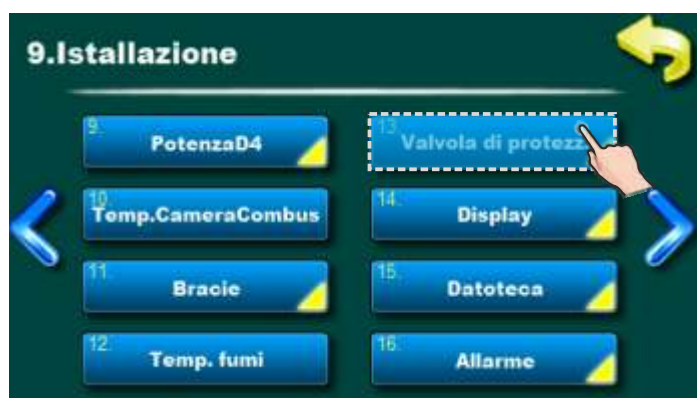 9.Istallazione
9. PotenzaD4
13. Valvola di protezz.
10. Temp.CameraCombus
14. Display
11. Bracie
15. Datoteca
12. Temp. fumi
16. Allarme